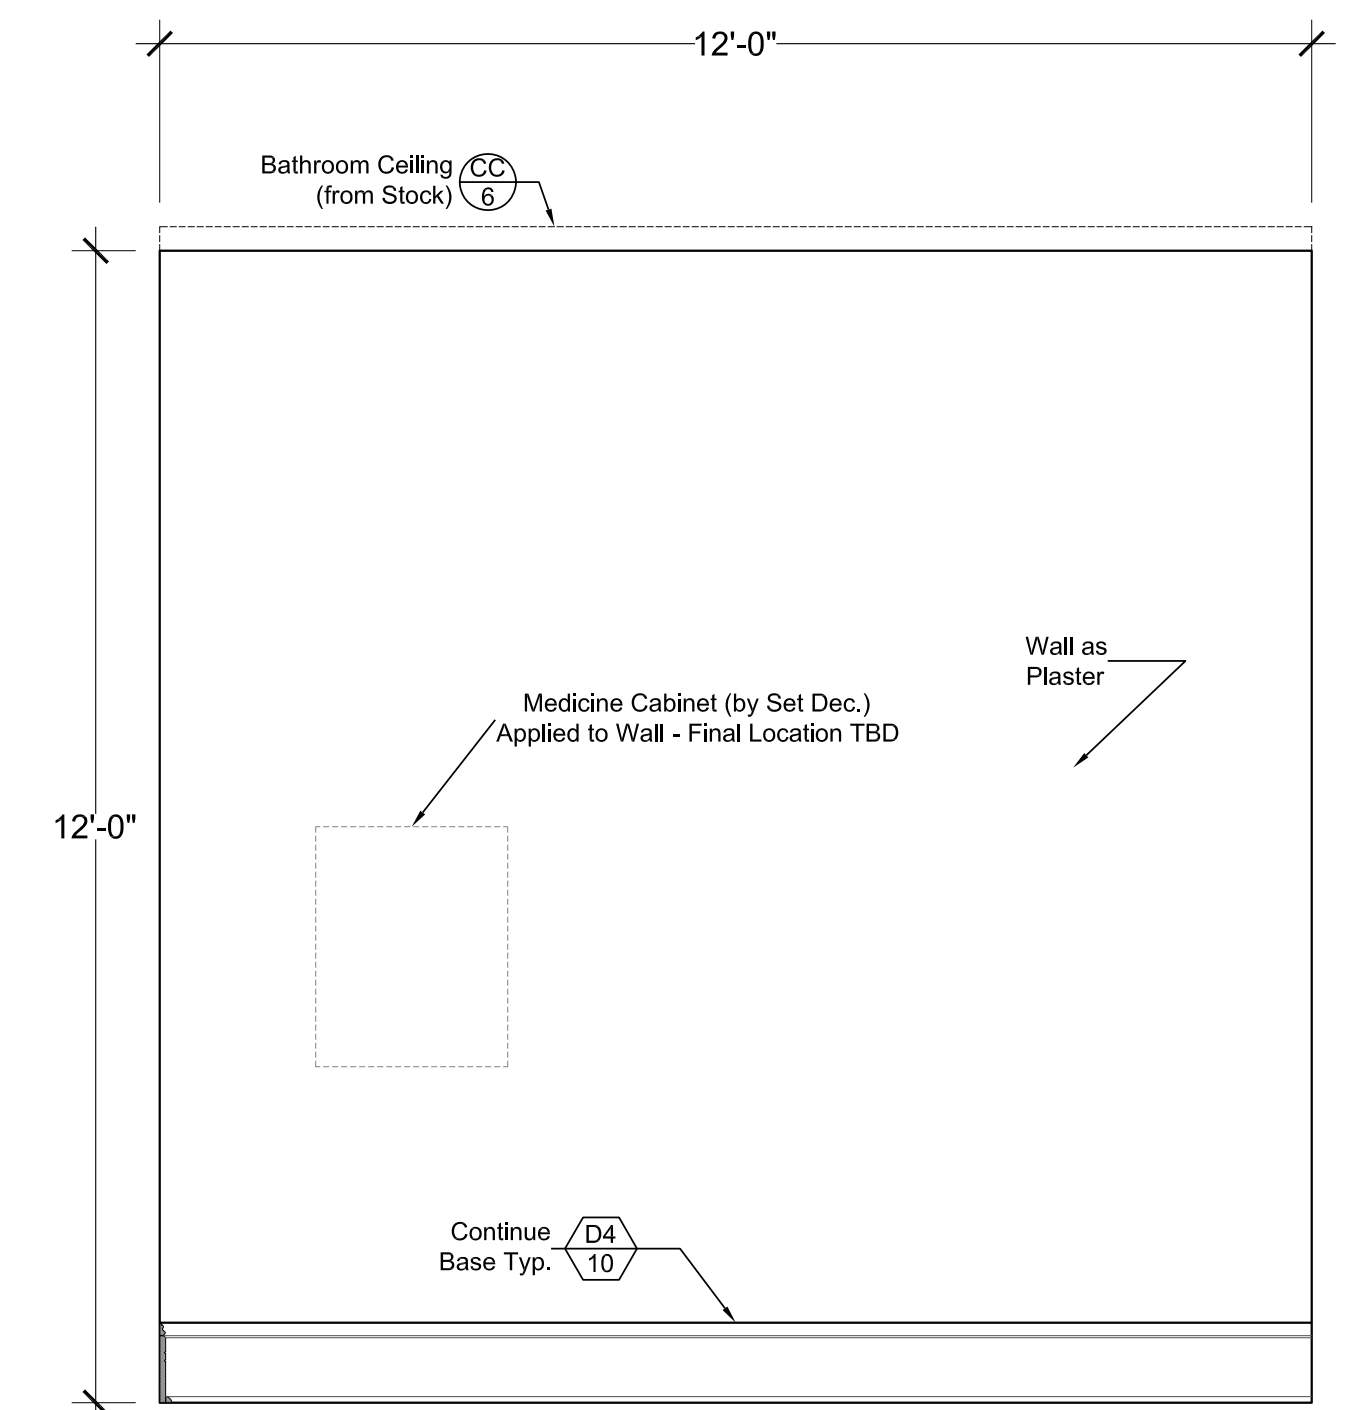 12'-0"
Bathroom Ceiling
(from Stock)
CC
6
Wall as
Plaster
Medicine Cabinet (by Set Dec.)
Applied to Wall - Final Location TBD
12'-0"
Continue
Base Typ.
D4
10